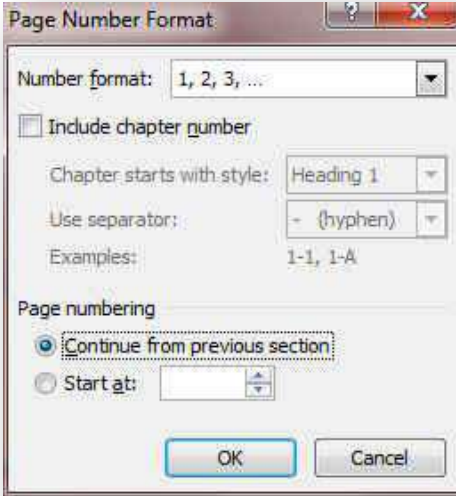 Page Number Format
Number format: 1, 2, 3, ...
Include chapter number
Chapter starts with style: Heading 1
Use separator: - (hyphen)
Examples: 1-1, 1-A
Page numbering
Continue from previous section
Start at:
OK Cancel